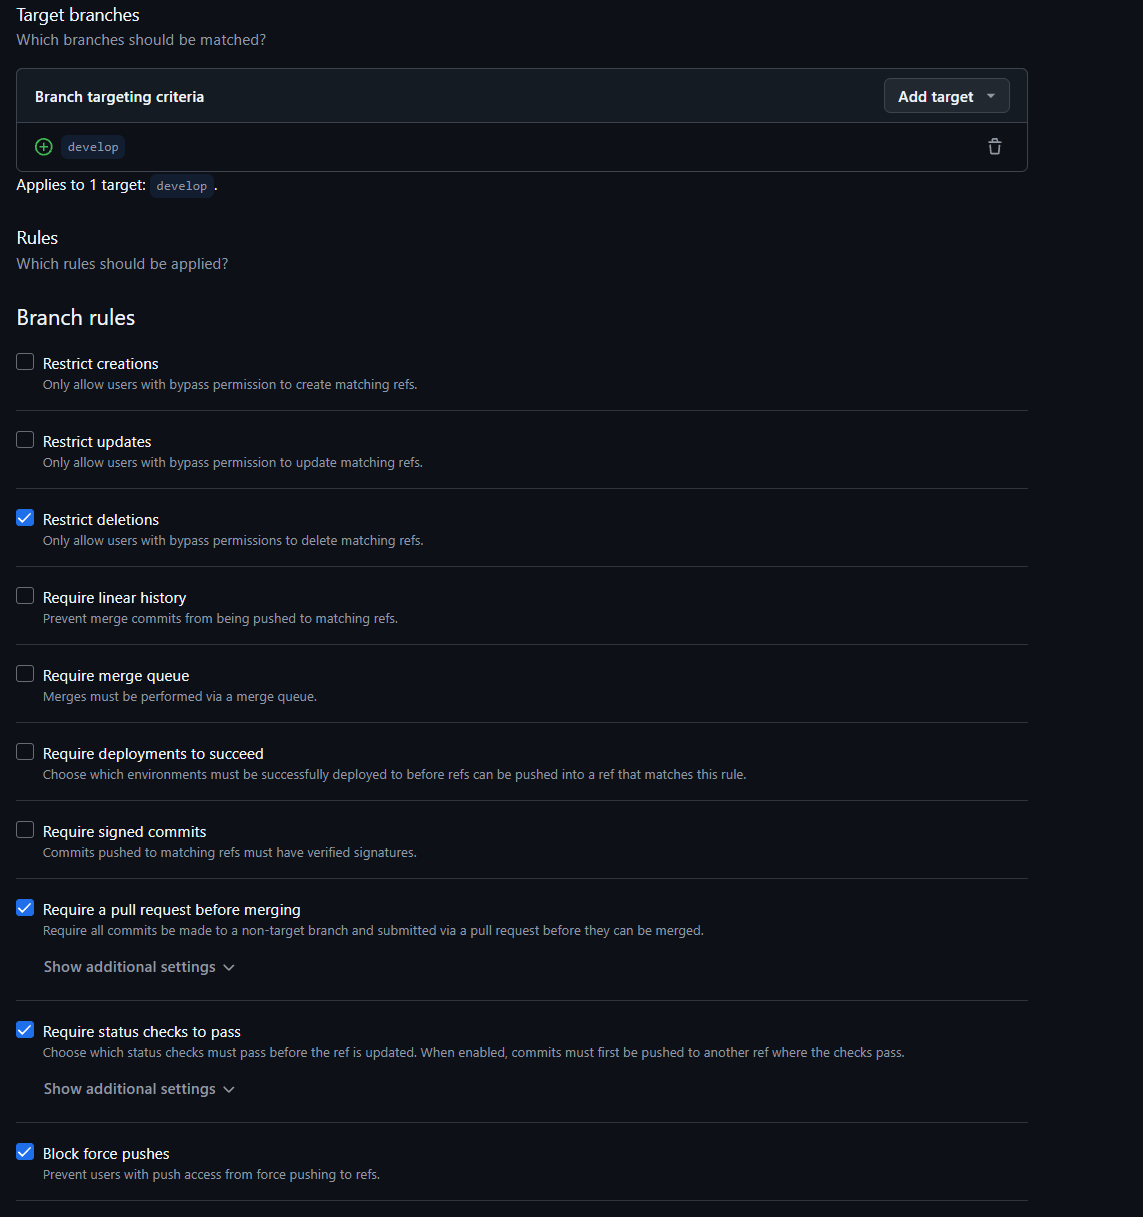 Target branches
Which branches should be matched?
Branch targeting criteria
Add target
develop
Applies to 1 target: develop.
Rules
Which rules should be applied?
Branch rules
Restrict creations
Only allow users with bypass permission to create matching refs.
Restrict updates
Only allow users with bypass permission to update matching refs.
Restrict deletions
Only allow users with bypass permissions to delete matching refs.
Require linear history
Prevent merge commits from being pushed to matching refs.
Require merge queue
Merges must be performed via a merge queue.
Require deployments to succeed
Choose which environments must be successfully deployed to before refs can be pushed into a ref that matches this rule.
Require signed commits
Commits pushed to matching refs must have verified signatures.
Require a pull request before merging
Require all commits be made to a non-target branch and submitted via a pull request before they can be merged.
Show additional settings
Require status checks to pass
Choose which status checks must pass before the ref is updated. When enabled, commits must first be pushed to another ref where the checks pass.
Show additional settings
Block force pushes
Prevent users with push access from force pushing to refs.